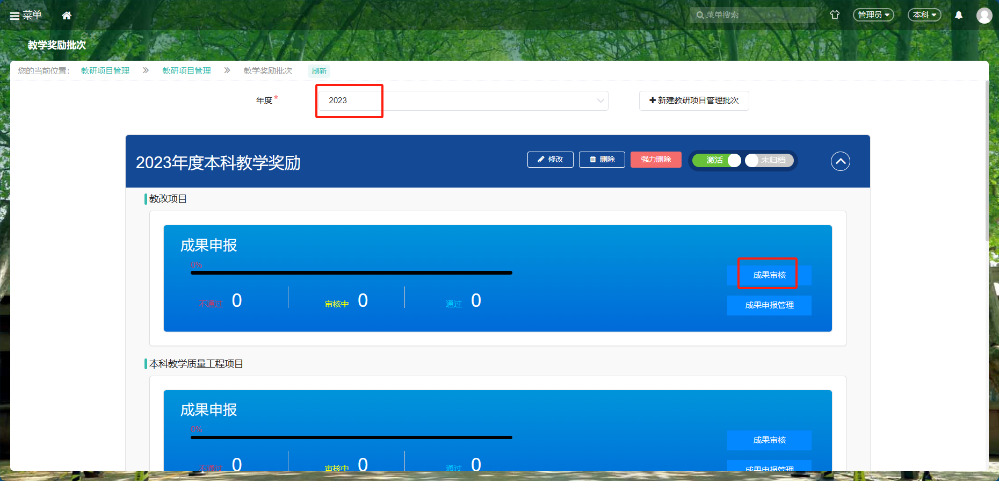 菜单
菜单搜索
管理员
本科
教学奖励批次
您的当前位置： 教研项目管理 教研项目管理 教学奖励批次 刷新
年度* 2023 新建教研项目管理批次
2023年度本科教学奖励 修改 删除 强力删除 激活 未归档
教改项目
成果申报
0%
成果审核
不通过 0 审核中 0 通过 0
成果申报管理
本科教学质量工程项目
成果申报
0%
成果审核
不通过 0 审核中 0 通过 0
成果申报管理